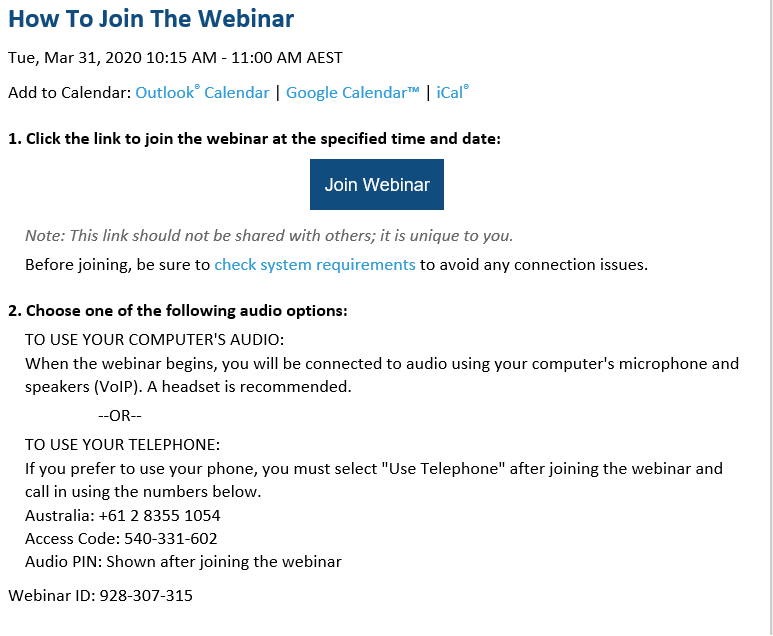 How To Join The Webinar
Tue, Mar 31, 2020 10:15 AM - 11:00 AM AEST
Add to Calendar: Outlook® Calendar | Google Calendar™ | iCal®
1. Click the link to join the webinar at the specified time and date:
Join Webinar
Note: This link should not be shared with others; it is unique to you.
Before joining, be sure to check system requirements to avoid any connection issues.
2. Choose one of the following audio options:
TO USE YOUR COMPUTER'S AUDIO:
When the webinar begins, you will be connected to audio using your computer's microphone and
speakers (VoIP). A headset is recommended.
--OR--
TO USE YOUR TELEPHONE:
If you prefer to use your phone, you must select "Use Telephone" after joining the webinar and
call in using the numbers below.
Australia: +61 2 8355 1054
Access Code: 540-331-602
Audio PIN: Shown after joining the webinar
Webinar ID: 928-307-315